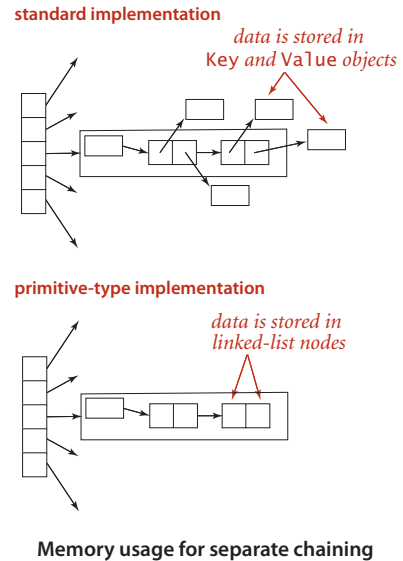 standard implementation
data is stored in
Key and Value objects
primitive-type implementation
data is stored in
linked-list nodes
Memory usage for separate chaining